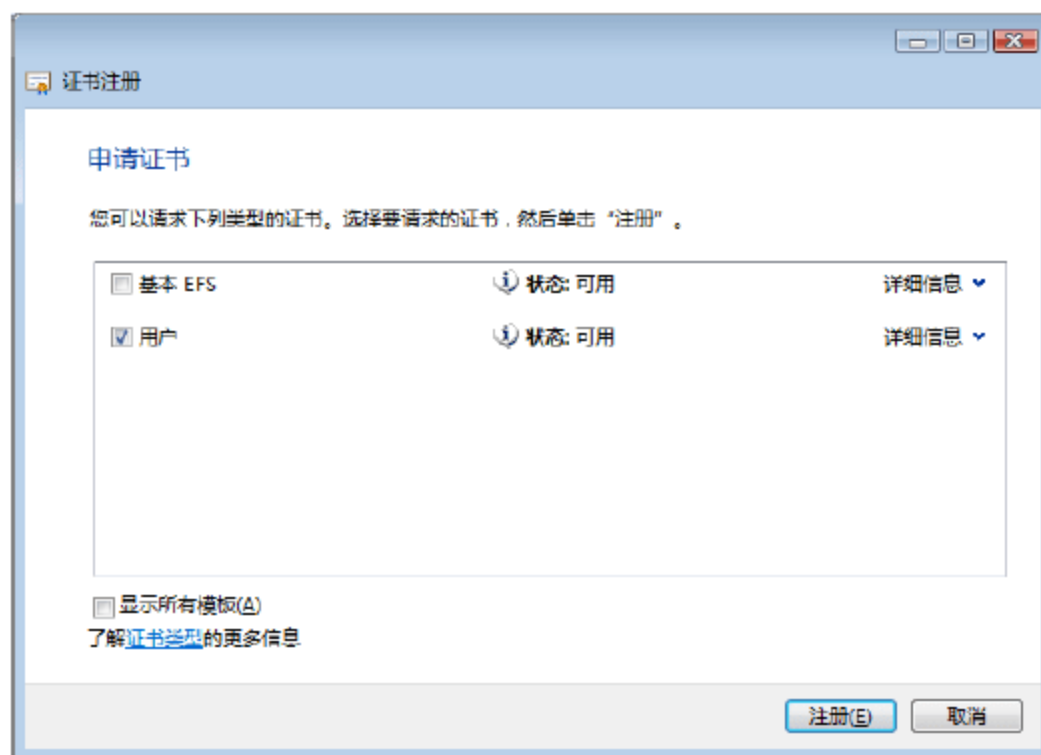 证书注册
申请证书
您可以请求下列类型的证书。选择要请求的证书，然后单击“注册”。
基本 EFS 状态: 可用 详细信息
用户 状态: 可用 详细信息
显示所有模板(A)
了解证书类型的更多信息
注册(E) 取消